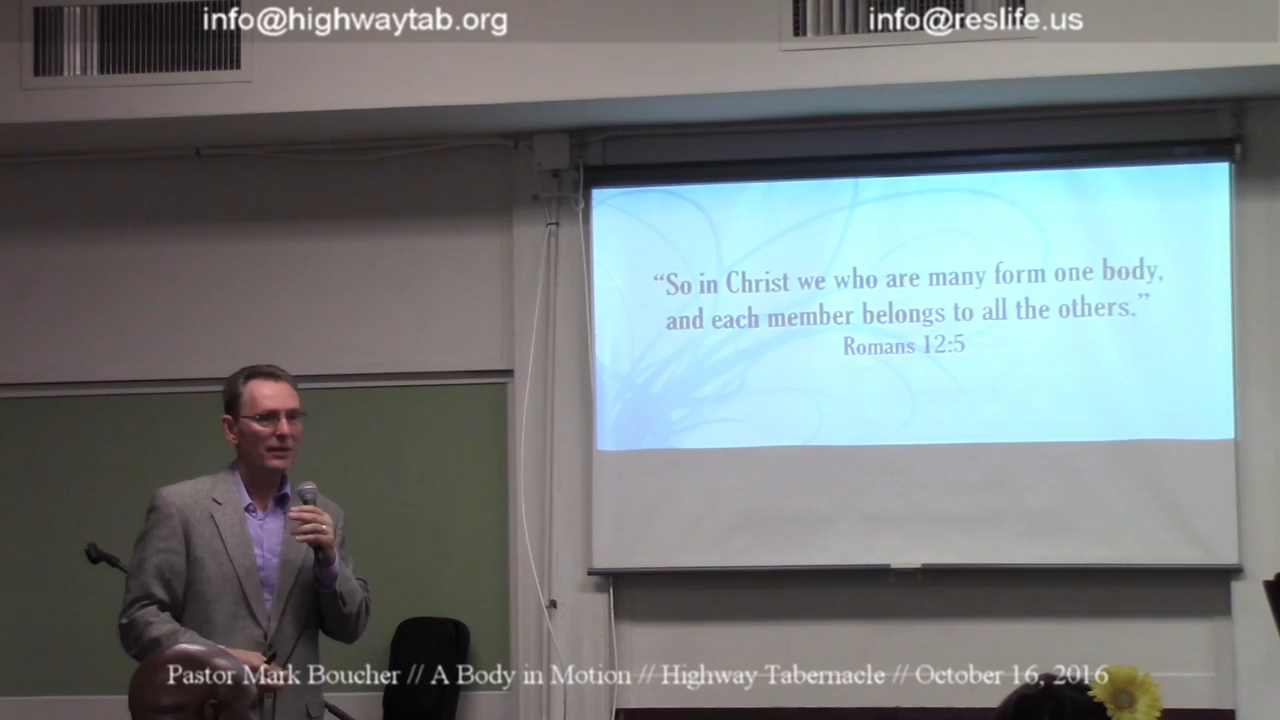 info@highwaytab.org
info@reslife.us
“So in Christ we who are many form one body,
and each member belongs to all the others.”
Romans 12:5
Pastor Mark Boucher // A Body in Motion // Highway Tabernacle // October 16, 2016